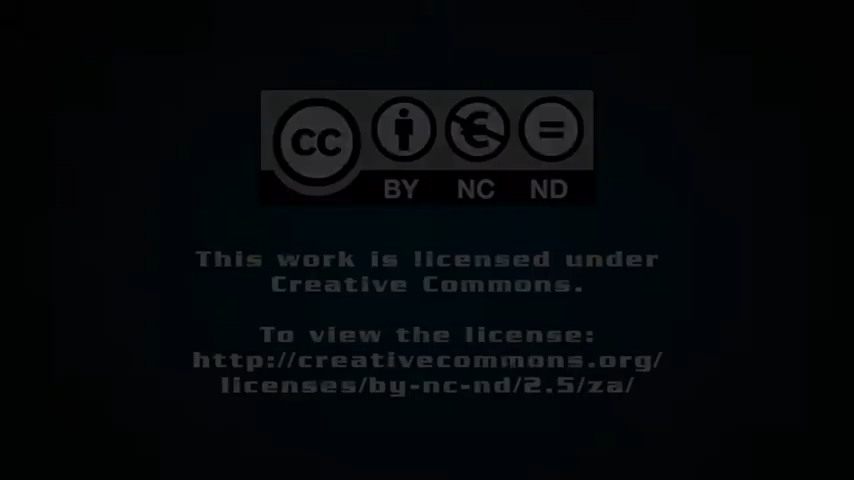 CC
BY NC ND
This work is licensed under
Creative Commons.
To view the license:
http://creativecommons.org/
licenses/by-nc-nd/2.5/za/